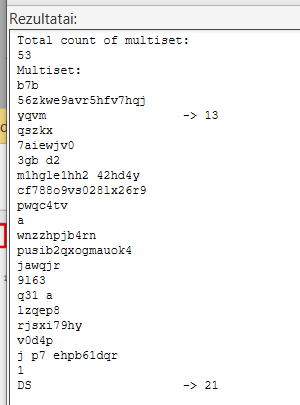 Rezultatai:
Total count of multiset:
53
Multiset:
b7b
56zkwe9avr5hfv7hqj
yqvm -> 13
qszkx
7aiewjv0
3gb d2
m1hgle1hh2 42hd4y
cf788o9vs028lx26r9
pwqc4tv
a
wnzzhpjb4rn
pusib2qxogmauok4
jawqjr
9l63
q31 a
lzqep8
rjsxi79hy
v0d4p
j p7 ehpb61dqr
1
DS -> 21